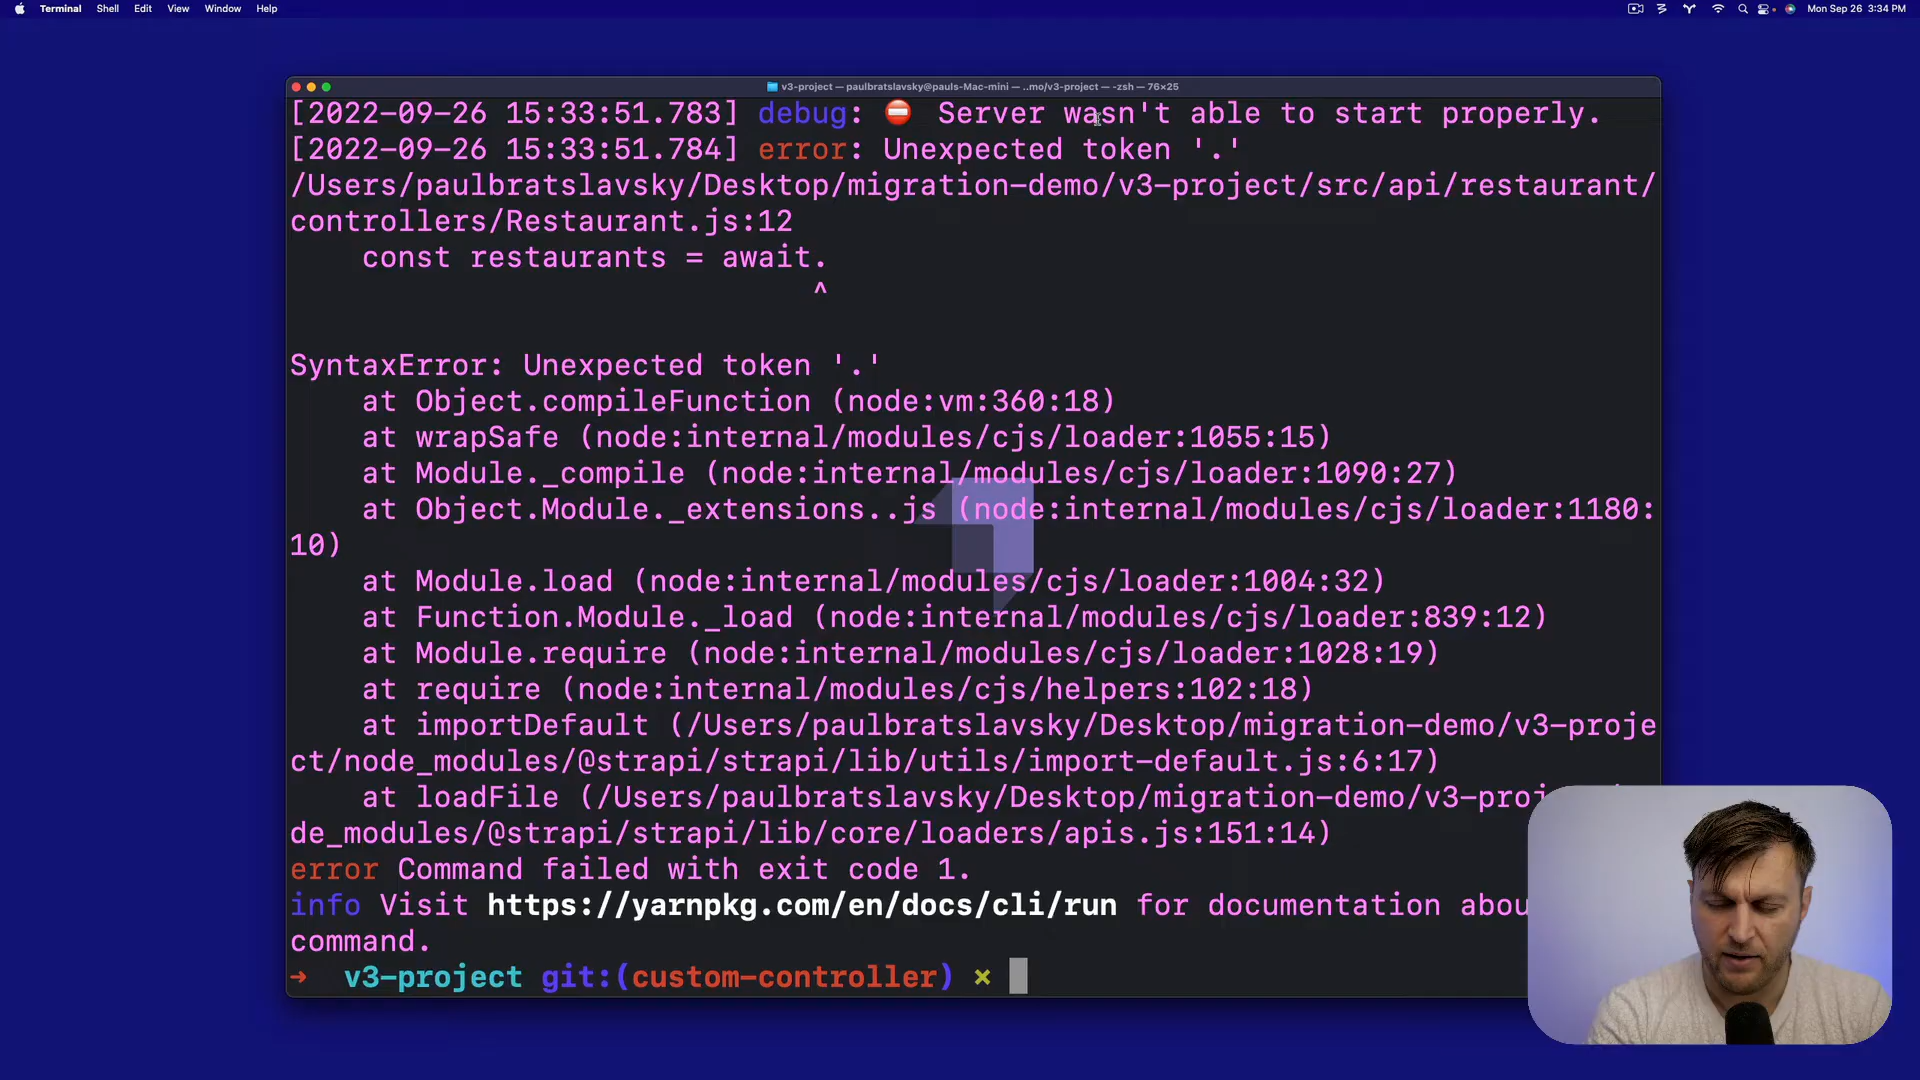 Terminal Shell Edit View Window Help Mon Sep 26 3:34 PM
v3-project — paulbratslavsky@pauls-Mac-mini — ..mo/v3-project — -zsh — 76×25
[2022-09-26 15:33:51.783] debug: ⛔ Server wasn't able to start properly.
[2022-09-26 15:33:51.784] error: Unexpected token '.'
/Users/paulbratslavsky/Desktop/migration-demo/v3-project/src/api/restaurant/
controllers/Restaurant.js:12
    const restaurants = await.
                             ^
SyntaxError: Unexpected token '.'
    at Object.compileFunction (node:vm:360:18)
    at wrapSafe (node:internal/modules/cjs/loader:1055:15)
    at Module._compile (node:internal/modules/cjs/loader:1090:27)
    at Object.Module._extensions..js (node:internal/modules/cjs/loader:1180:
10)
    at Module.load (node:internal/modules/cjs/loader:1004:32)
    at Function.Module._load (node:internal/modules/cjs/loader:839:12)
    at Module.require (node:internal/modules/cjs/loader:1028:19)
    at require (node:internal/modules/cjs/helpers:102:18)
    at importDefault (/Users/paulbratslavsky/Desktop/migration-demo/v3-proje
ct/node_modules/@strapi/strapi/lib/utils/import-default.js:6:17)
    at loadFile (/Users/paulbratslavsky/Desktop/migration-demo/v3-proj
de_modules/@strapi/strapi/lib/core/loaders/apis.js:151:14)
error Command failed with exit code 1.
info Visit https://yarnpkg.com/en/docs/cli/run for documentation abou
command.
➜ v3-project git:(custom-controller) ✗